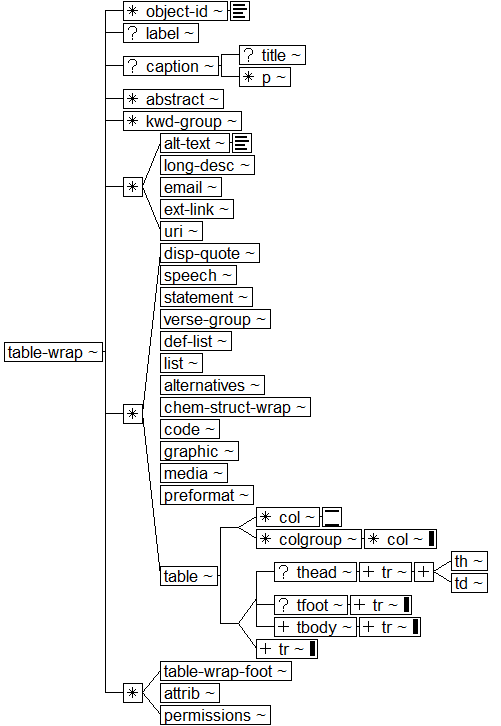 * object-id ~
? label ~
? caption ~
? title ~
* p ~
* abstract ~
* kwd-group ~
*
alt-text ~
long-desc ~
email ~
ext-link ~
uri ~
table-wrap ~
*
disp-quote ~
speech ~
statement ~
verse-group ~
def-list ~
list ~
alternatives ~
chem-struct-wrap ~
code ~
graphic ~
media ~
preformat ~
table ~
* col ~
* colgroup ~ * col ~
? thead ~ + tr ~ +
th ~
td ~
? tfoot ~ + tr ~
+ tbody ~ + tr ~
+ tr ~
*
table-wrap-foot ~
attrib ~
permissions ~